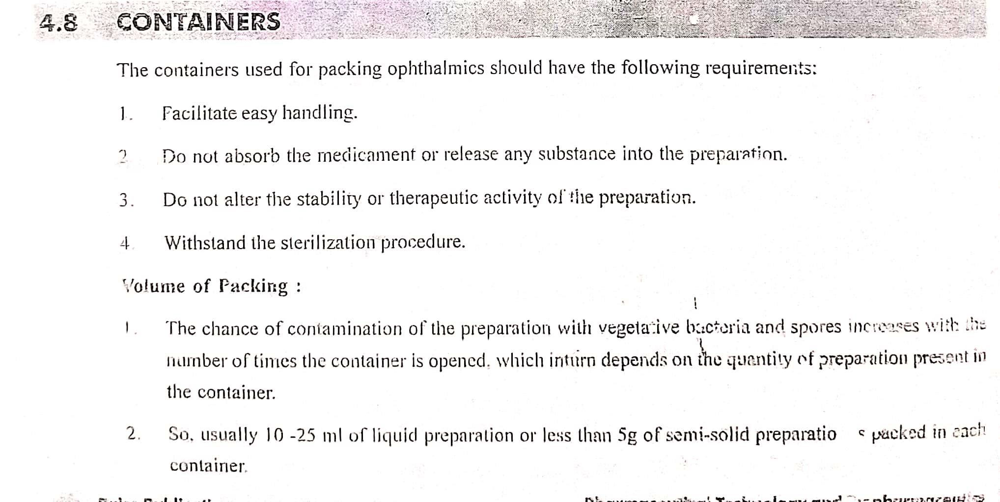 4.8 CONTAINERS
The containers used for packing ophthalmics should have the following requirements:
1. Facilitate easy handling.
2 Do not absorb the medicament or release any substance into the preparation.
3. Do not alter the stability or therapeutic activity of the preparation.
4. Withstand the sterilization procedure.
Volume of Packing :
1. The chance of contamination of the preparation with vegetative bacteria and spores increases with the
number of times the container is opened, which inturn depends on the quantity of preparation present in
the container.
2. So, usually 10 -25 ml of liquid preparation or less than 5g of semi-solid preparatio s packed in each
container.
Technology and